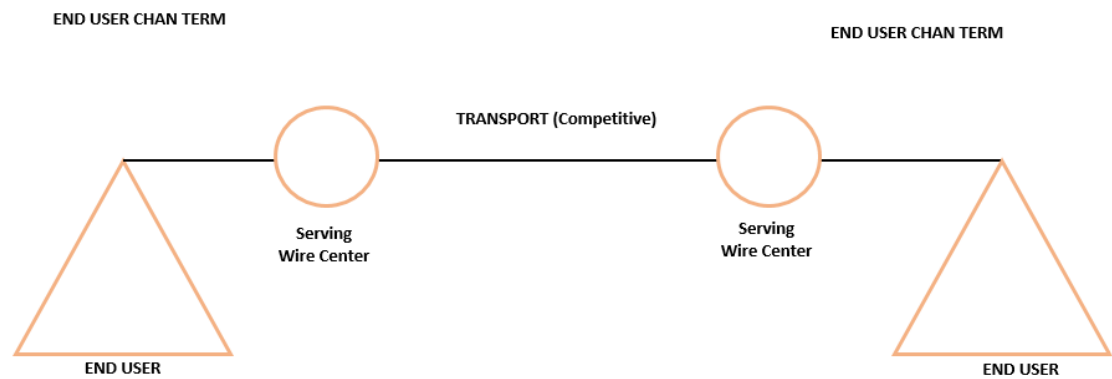 END USER CHAN TERM
END USER CHAN TERM
TRANSPORT (Competitive)
Serving
Wire Center
Serving
Wire Center
END USER
END USER